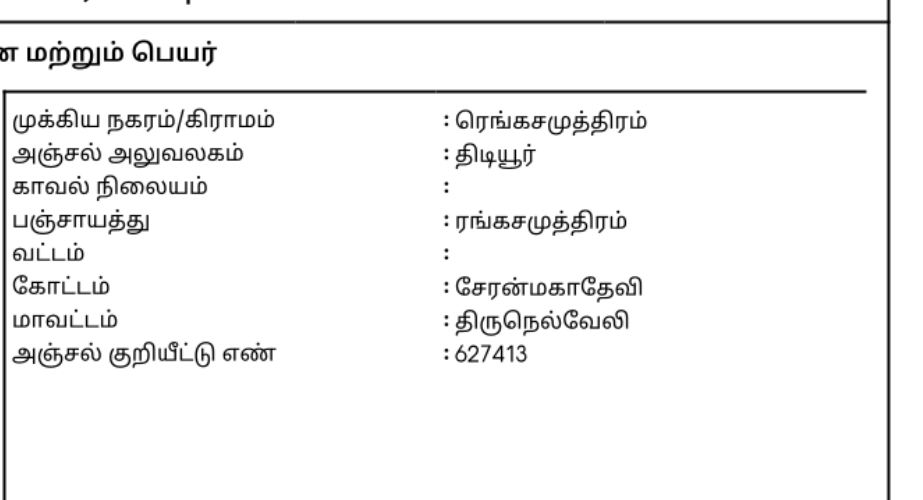 ன மற்றும் பெயர்
முக்கிய நகரம்/கிராமம் : ரெங்கசமுத்திரம்
அஞ்சல் அலுவலகம் : திடியூர்
காவல் நிலையம் :
பஞ்சாயத்து : ரங்கசமுத்திரம்
வட்டம் :
கோட்டம் : சேரன்மகாதேவி
மாவட்டம் : திருநெல்வேலி
அஞ்சல் குறியீட்டு எண் : 627413